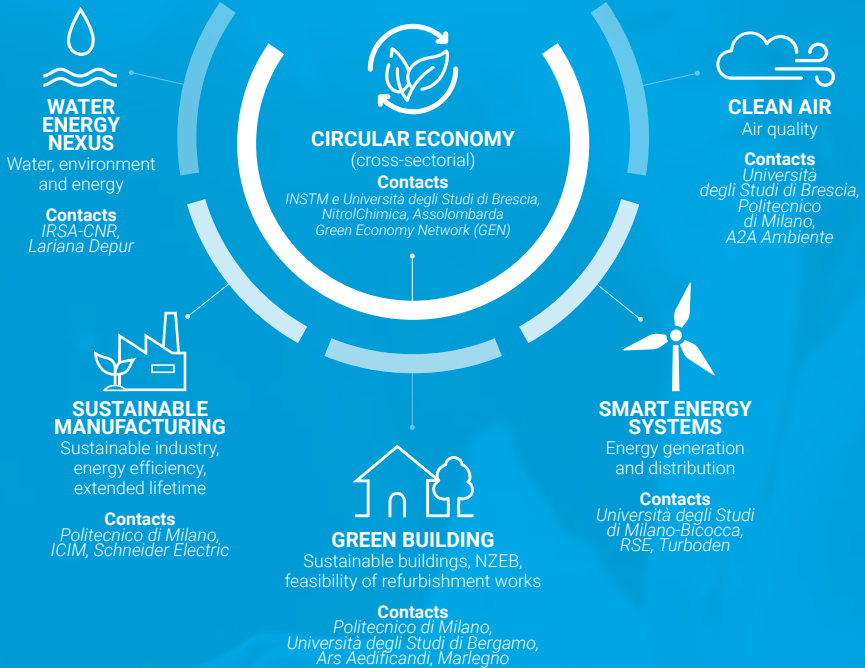 WATER
ENERGY
NEXUS
Water, environment
and energy
Contacts
IRSA-CNR,
Lariana Depur
CIRCULAR ECONOMY
(cross-sectorial)
Contacts
INSTM e Università degli Studi di Brescia,
NitrolChimica, Assolombarda
Green Economy Network (GEN)
CLEAN AIR
Air quality
Contacts
Università
degli Studi di Brescia,
Politecnico
di Milano,
A2A Ambiente
SUSTAINABLE
MANUFACTURING
Sustainable industry,
energy efficiency,
extended lifetime
Contacts
Politecnico di Milano,
ICIM, Schneider Electric
GREEN BUILDING
Sustainable buildings, NZEB,
feasibility of refurbishment works
Contacts
Politecnico di Milano,
Università degli Studi di Bergamo,
Ars Aedificandi, Marlegno
SMART ENERGY
SYSTEMS
Energy generation
and distribution
Contacts
Università degli Studi
di Milano-Bicocca,
RSE, Turboden